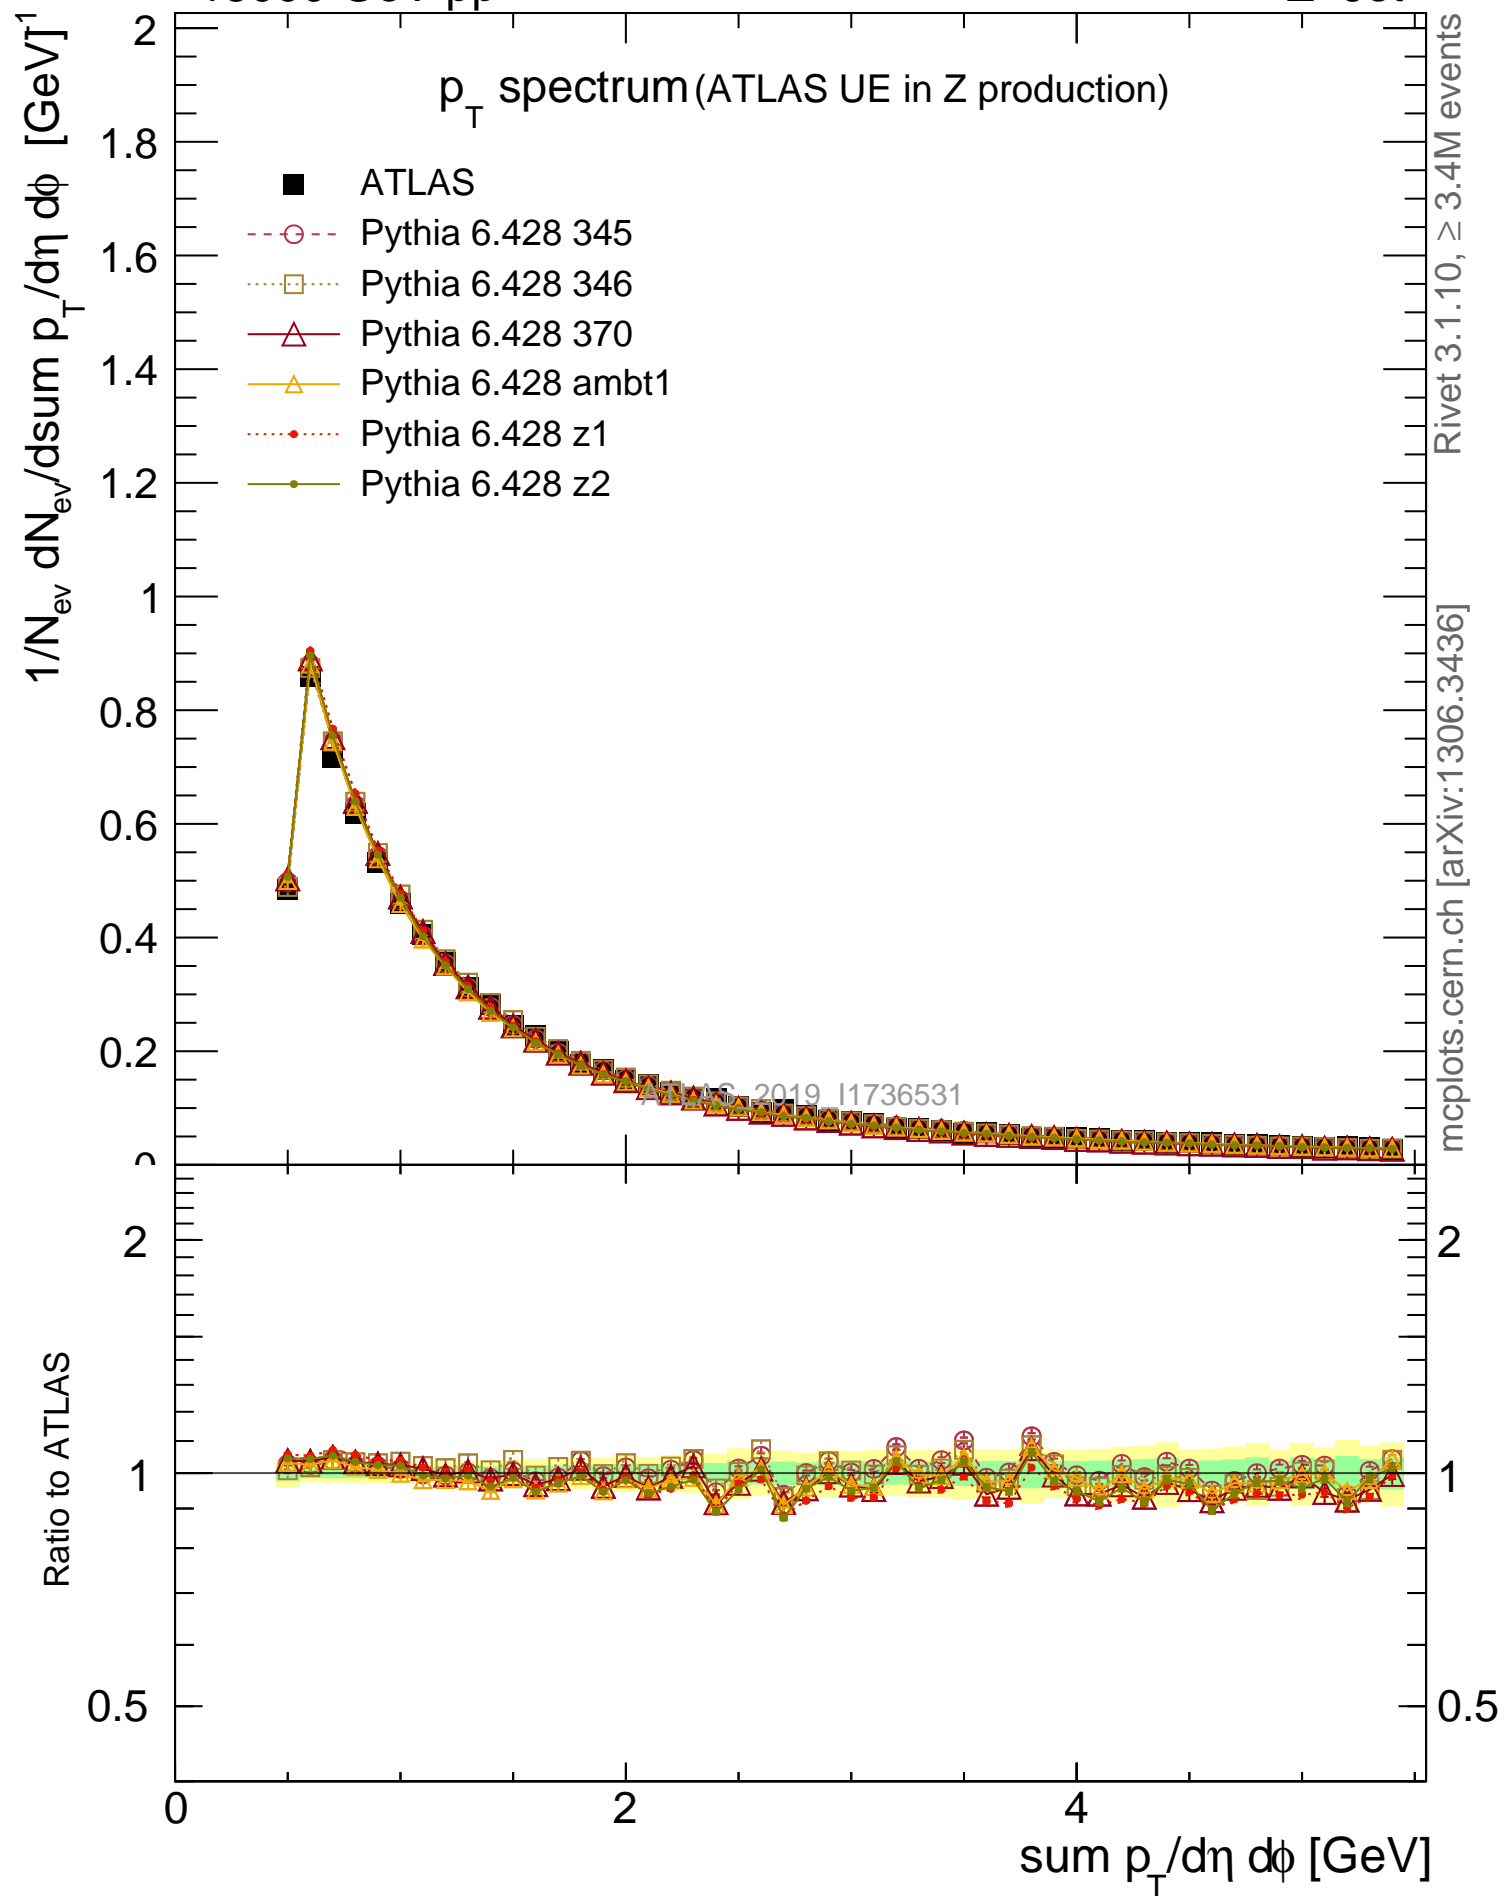 p_T spectrum (ATLAS UE in Z production)
1/N_ev dN_ev/dsum p_T/dη dϕ [GeV]^-1
2
1.8
1.6
1.4
1.2
1
0.8
0.6
0.4
0.2
0
ATLAS
Pythia 6.428 345
Pythia 6.428 346
Pythia 6.428 370
Pythia 6.428 ambt1
Pythia 6.428 z1
Pythia 6.428 z2
ATLAS_2019_I1736531
Rivet 3.1.10, ≥ 3.4M events
mcplots.cern.ch [arXiv:1306.3436]
Ratio to ATLAS
2
1
0.5
2
1
0.5
0
2
4
sum p_T/dη dϕ [GeV]